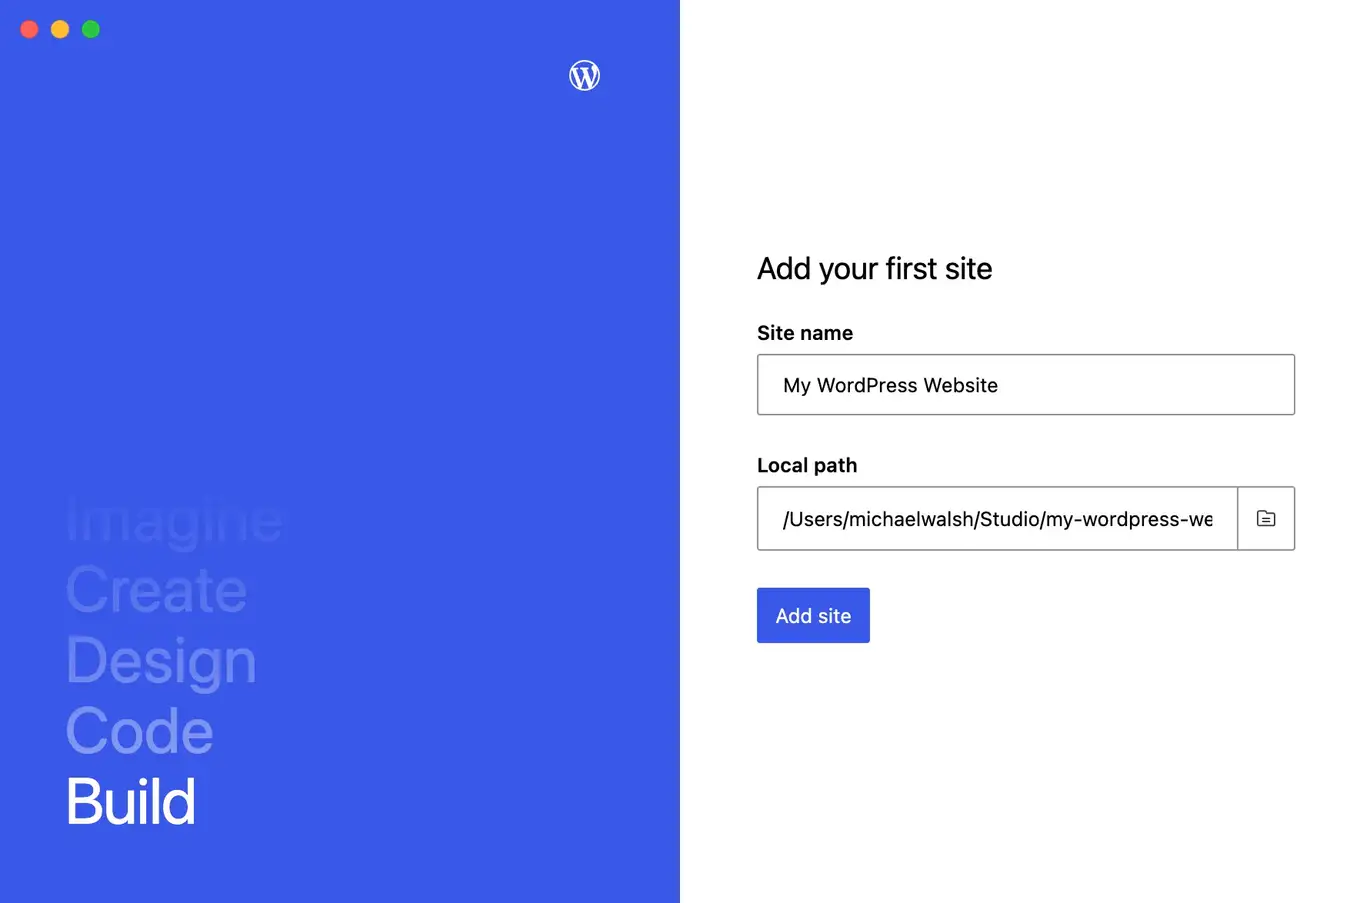 Imagine
Create
Design
Code
Build
Add your first site
Site name
My WordPress Website
Local path
/Users/michaelwalsh/Studio/my-wordpress-we
Add site